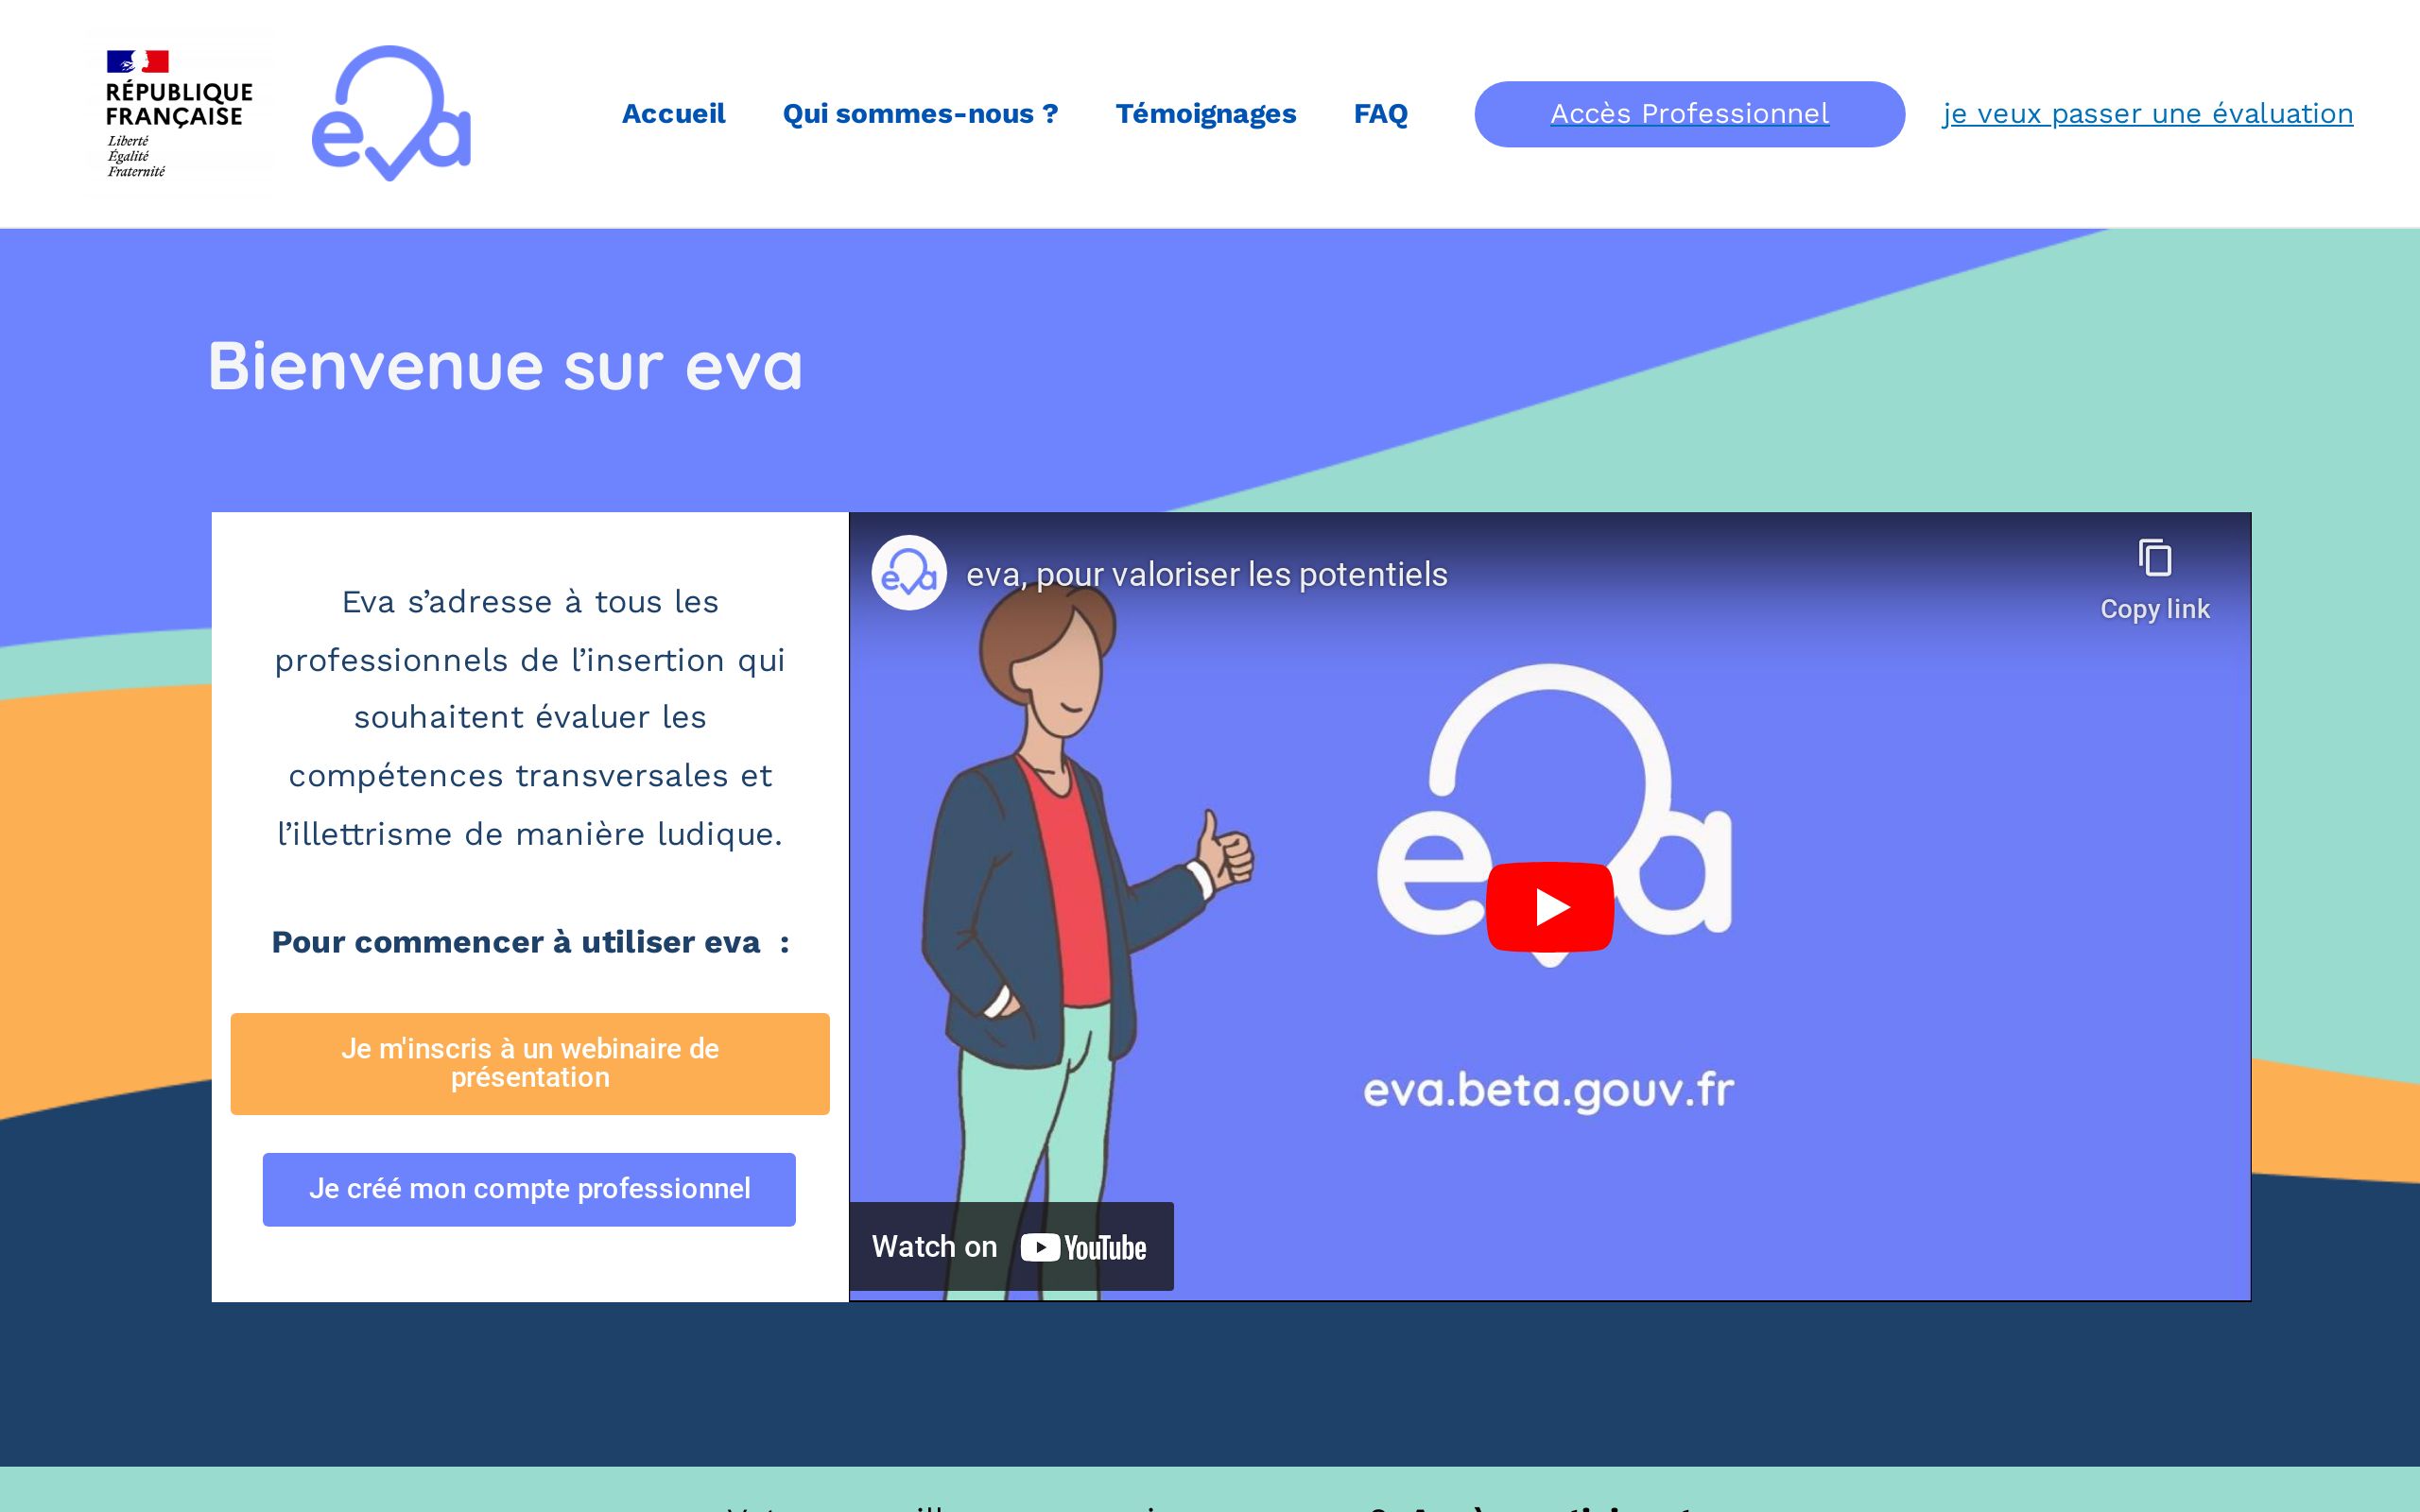 RÉPUBLIQUE
FRANÇAISE
Liberté
Égalité
Fraternité
eva
Accueil
Qui sommes-nous ?
Témoignages
FAQ
Accès Professionnel
je veux passer une évaluation
Bienvenue sur eva
Eva s’adresse à tous les
professionnels de l’insertion qui
souhaitent évaluer les
compétences transversales et
l’illettrisme de manière ludique.
Pour commencer à utiliser eva :
Je m'inscris à un webinaire de
présentation
Je créé mon compte professionnel
eva
eva, pour valoriser les potentiels
Copy link
eva
eva.beta.gouv.fr
Watch on YouTube